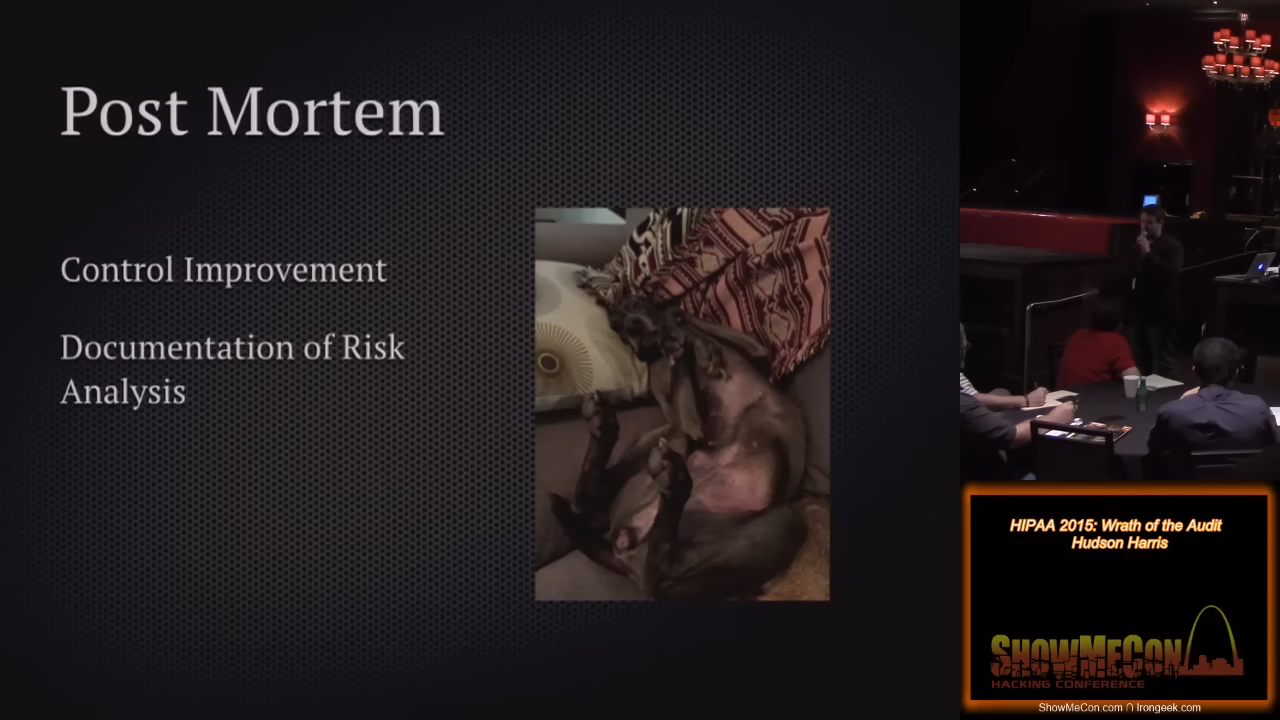 Post Mortem
Control Improvement
Documentation of Risk
Analysis
HIPAA 2015: Wrath of the Audit
Hudson Harris
SHOWMECON
HACKING CONFERENCE
ShowMeCon.com ∩ Irongeek.com